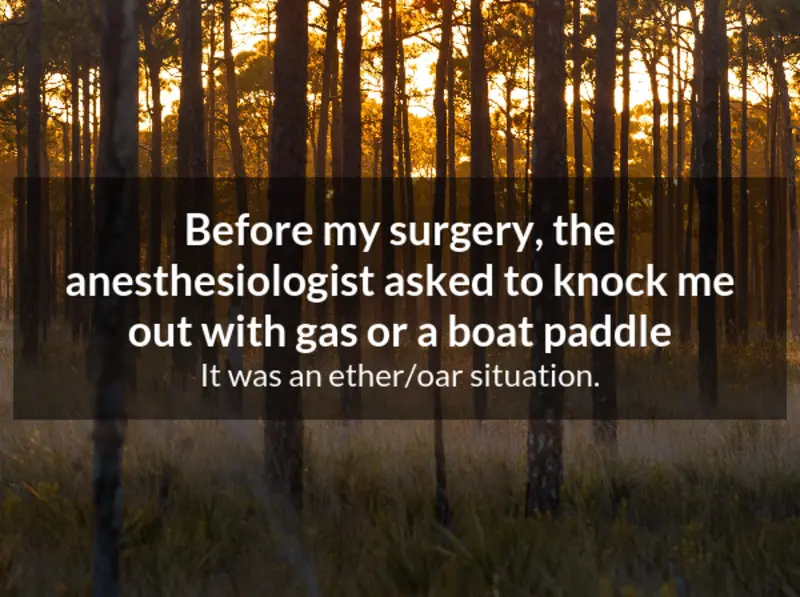 Before my surgery, the
anesthesiologist asked to knock me
out with gas or a boat paddle
It was an ether/oar situation.